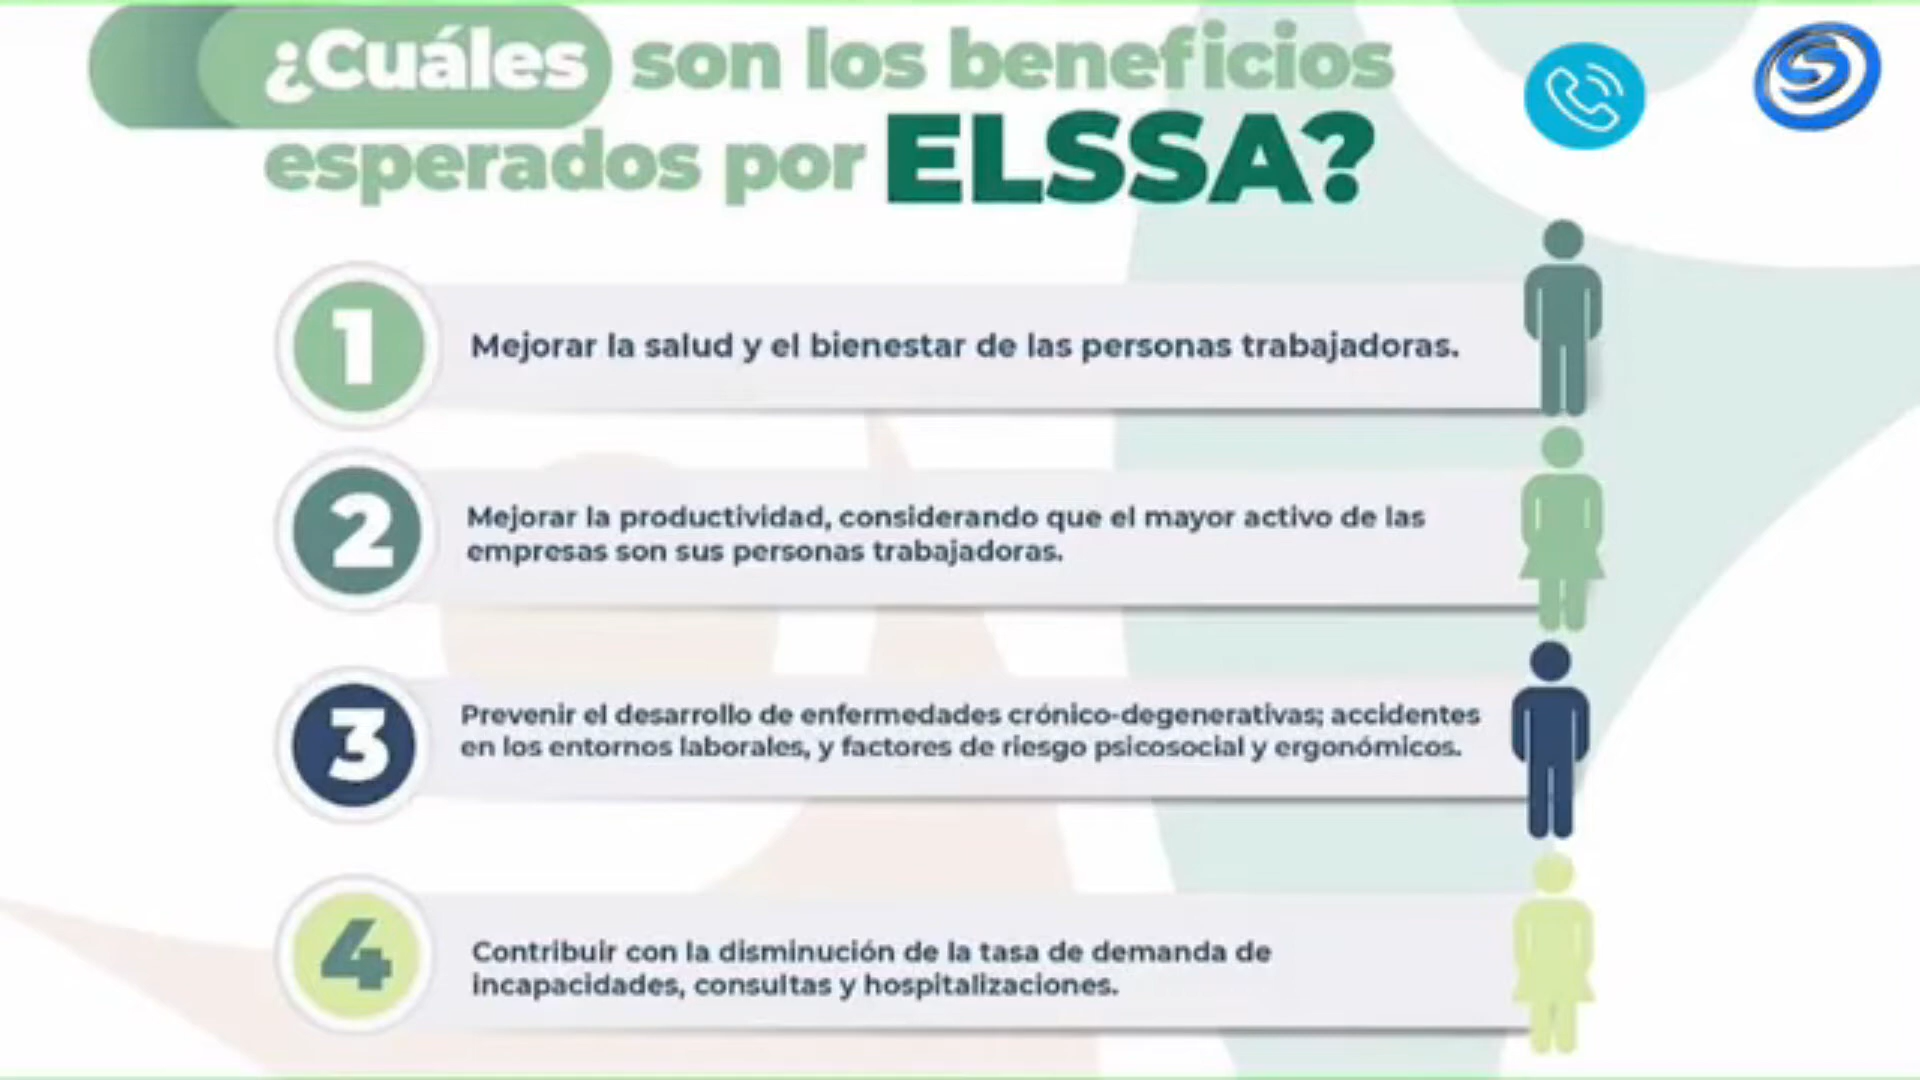 ¿Cuáles son los beneficios
esperados por ELSSA?
1
Mejorar la salud y el bienestar de las personas trabajadoras.
2
Mejorar la productividad, considerando que el mayor activo de las
empresas son sus personas trabajadoras.
3
Prevenir el desarrollo de enfermedades crónico-degenerativas; accidentes
en los entornos laborales, y factores de riesgo psicosocial y ergonómicos.
4
Contribuir con la disminución de la tasa de demanda de
incapacidades, consultas y hospitalizaciones.